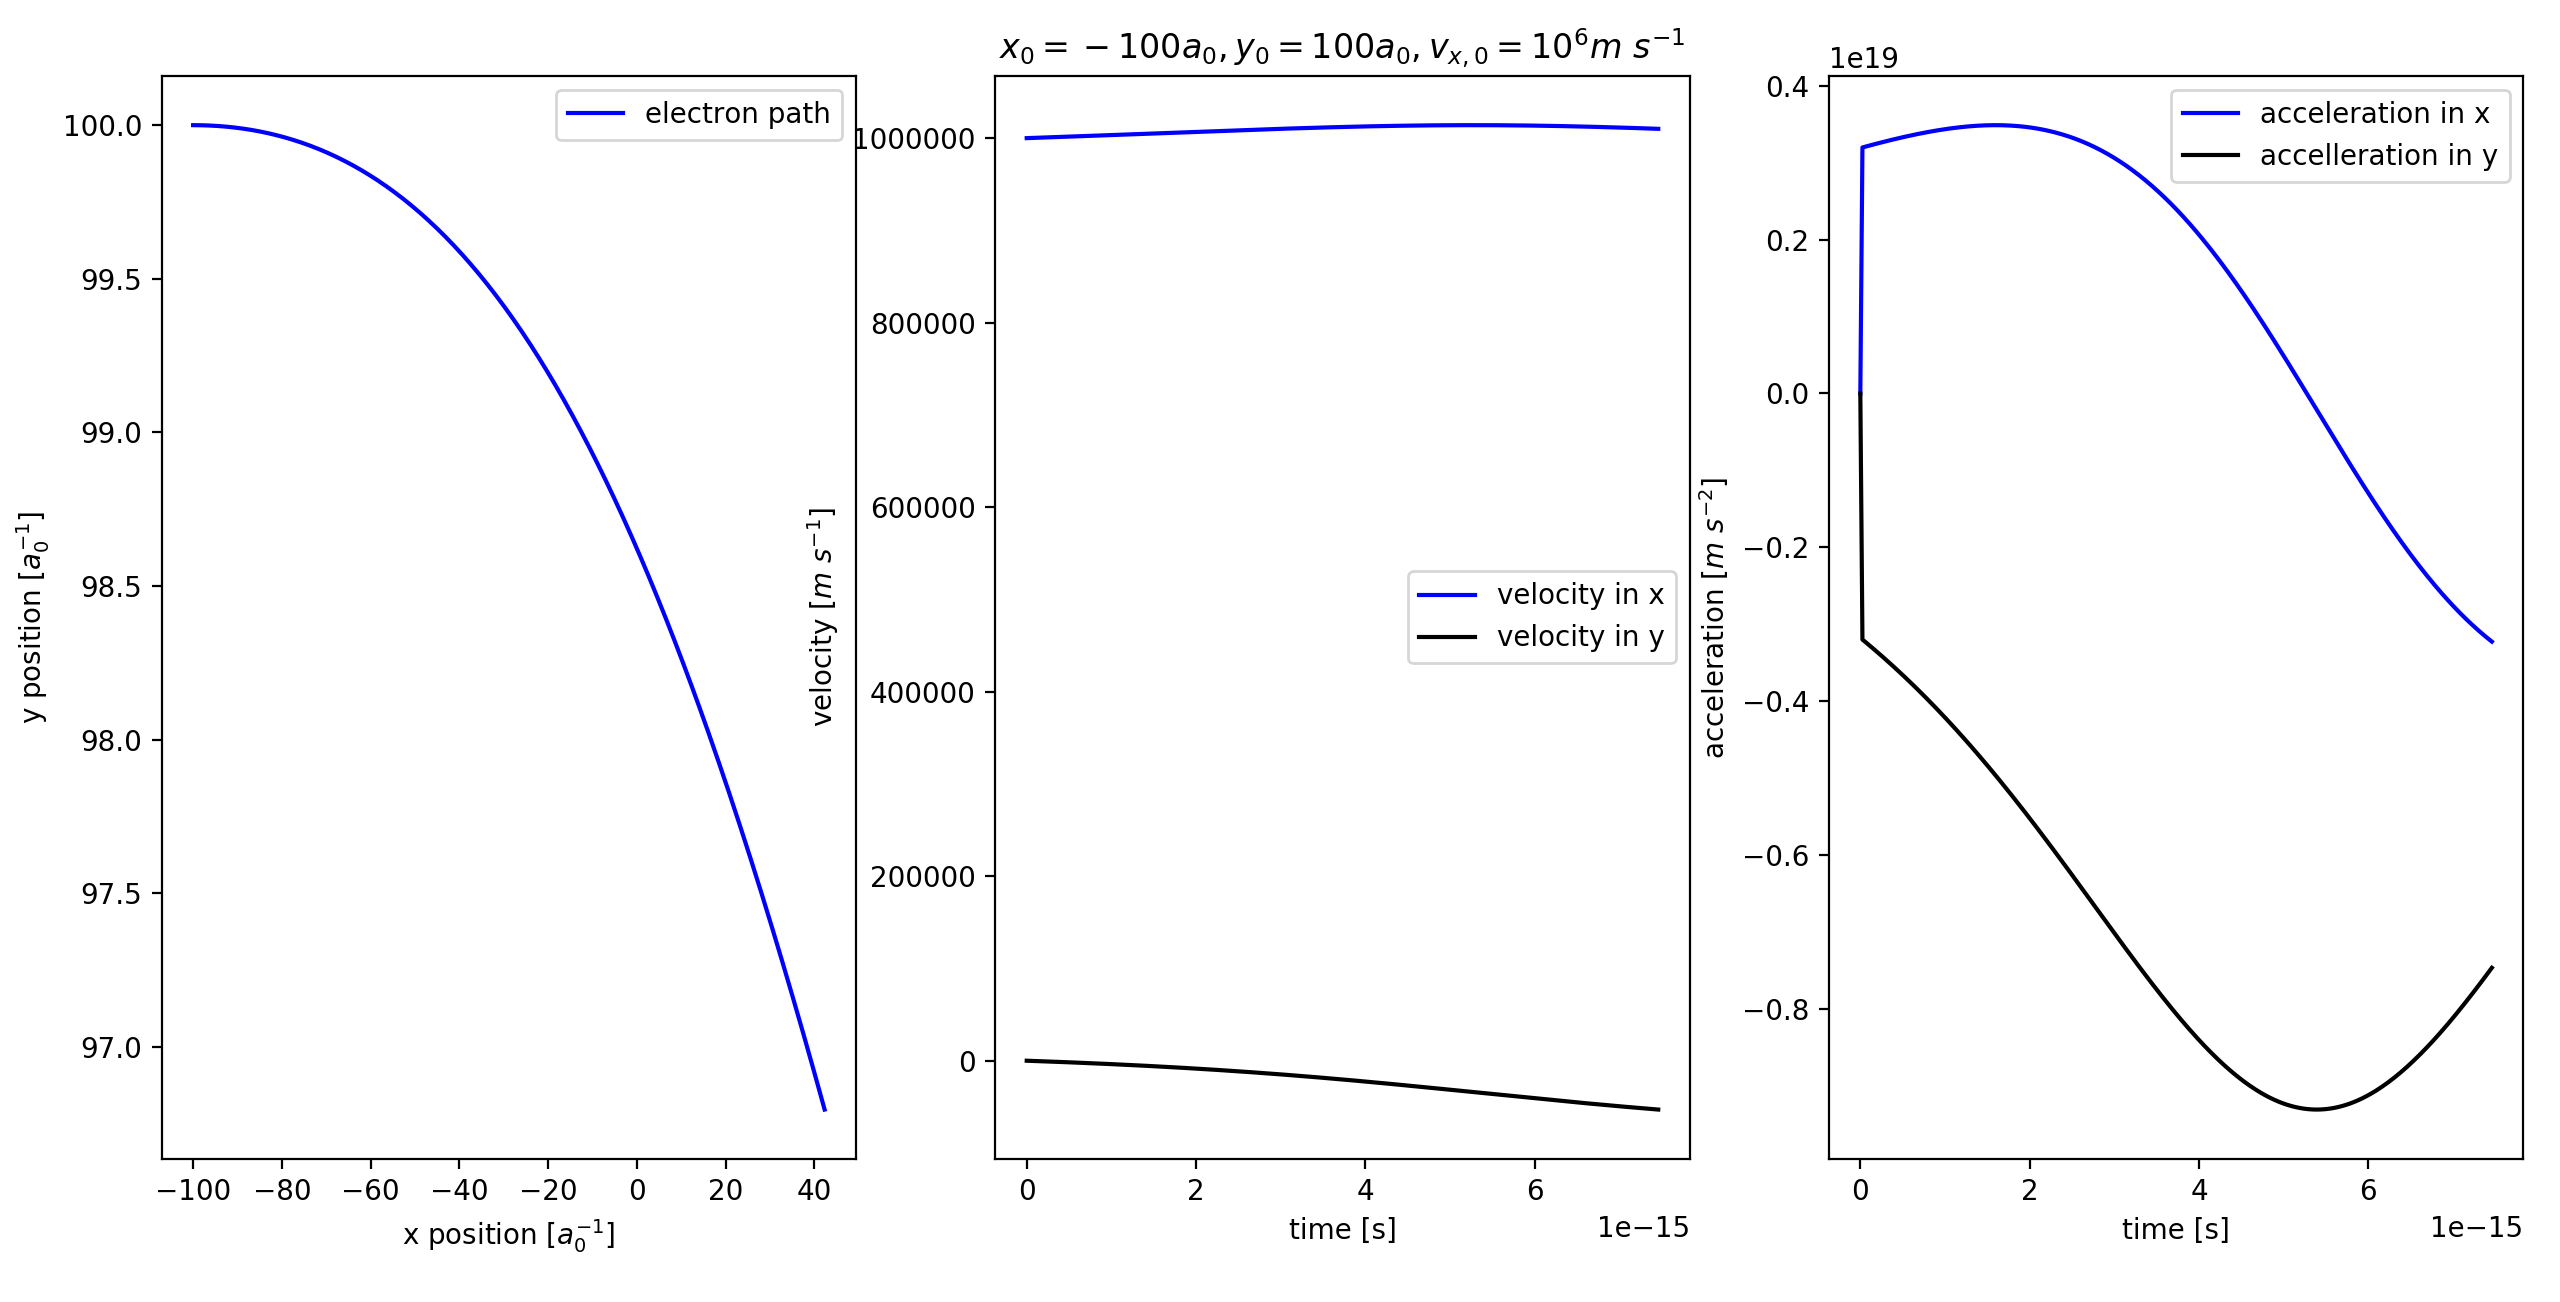 x₀ = −100a₀, y₀ = 100a₀, vₓ,₀ = 10⁶m s⁻¹
electron path
100.0
99.5
99.0
98.5
98.0
97.5
97.0
y position [a₀⁻¹]
−100 −80 −60 −40 −20 0 20 40
x position [a₀⁻¹]
1000000
800000
600000
400000
200000
0
velocity [m s⁻¹]
velocity in x
velocity in y
0 2 4 6
1e−15
time [s]
1e19
acceleration in x
accelleration in y
0.4
0.2
0.0
−0.2
−0.4
−0.6
−0.8
acceleration [m s⁻²]
0 2 4 6
1e−15
time [s]